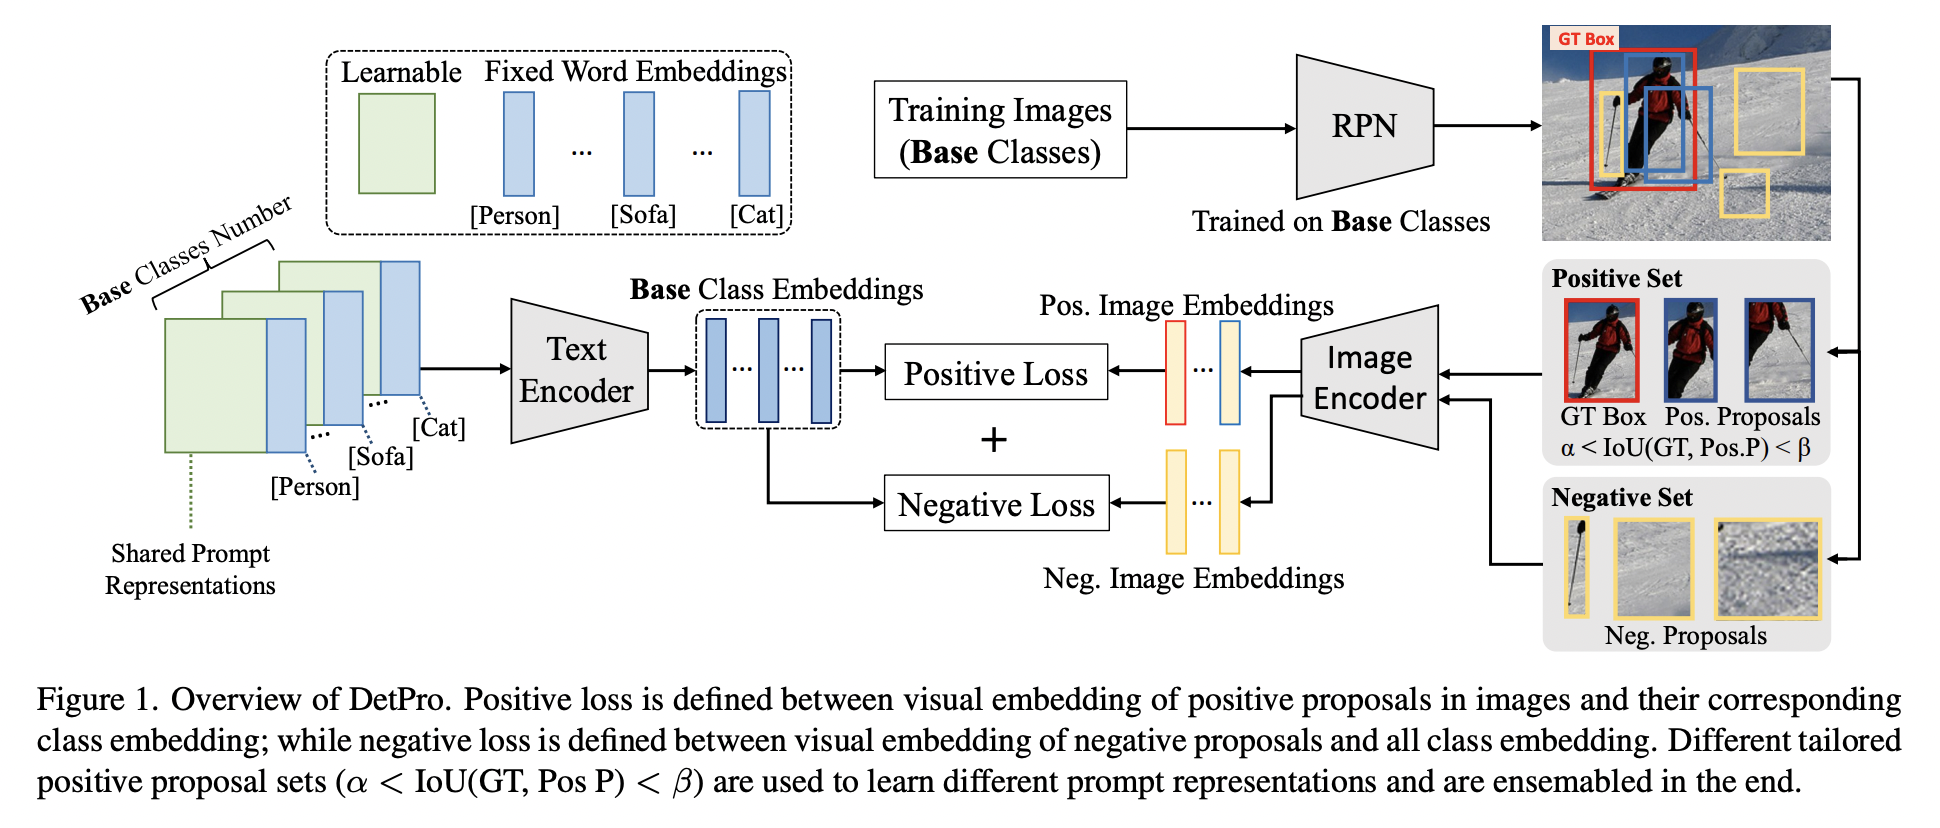 Learnable
Fixed Word Embeddings
...
...
[Person]
[Sofa]
[Cat]
Training Images
(Base Classes)
RPN
Trained on Base Classes
GT Box
Base Classes Number
...
...
[Cat]
[Sofa]
[Person]
Shared Prompt
Representations
Text
Encoder
Base Class Embeddings
...
...
Positive Loss
+
Negative Loss
Pos. Image Embeddings
...
...
Neg. Image Embeddings
Image
Encoder
Positive Set
GT Box Pos. Proposals
α < IoU(GT, Pos.P) < β
Negative Set
Neg. Proposals
Figure 1. Overview of DetPro. Positive loss is defined between visual embedding of positive proposals in images and their corresponding
class embedding; while negative loss is defined between visual embedding of negative proposals and all class embedding. Different tailored
positive proposal sets (α < IoU(GT, Pos P) < β) are used to learn different prompt representations and are ensembled in the end.